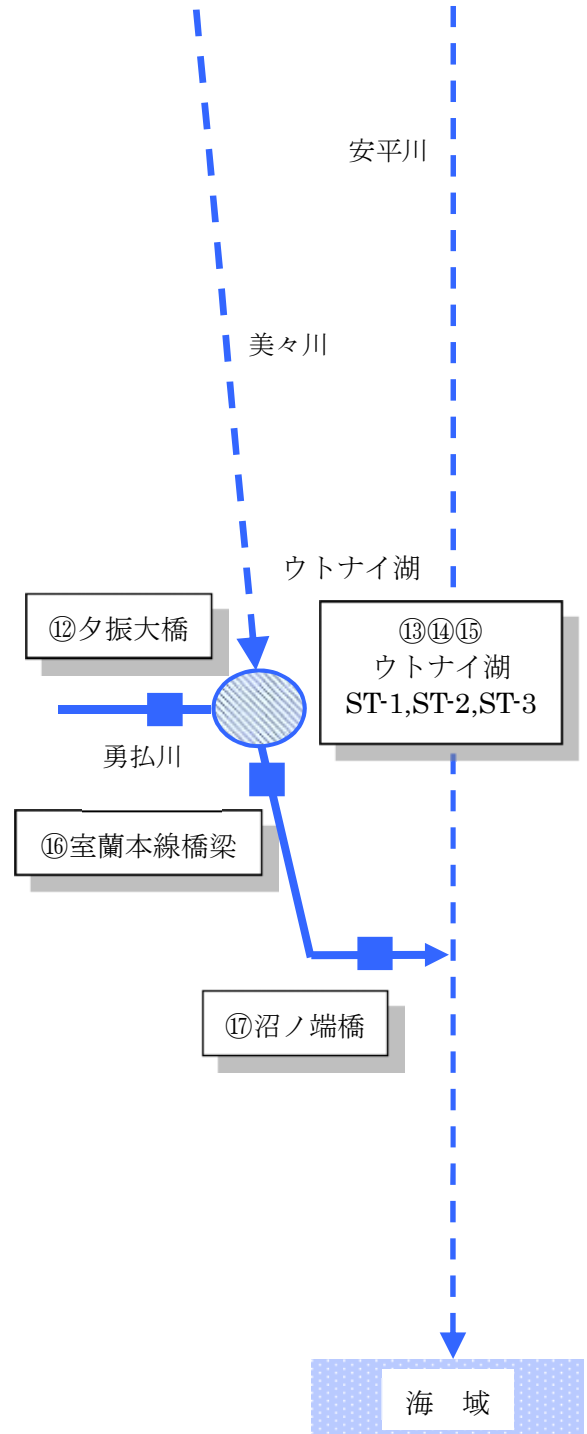 安平川
美々川
ウトナイ湖
⑫夕振大橋
⑬⑭⑮
ウトナイ湖
ST-1,ST-2,ST-3
勇払川
⑯室蘭本線橋梁
⑰沼ノ端橋
海 域